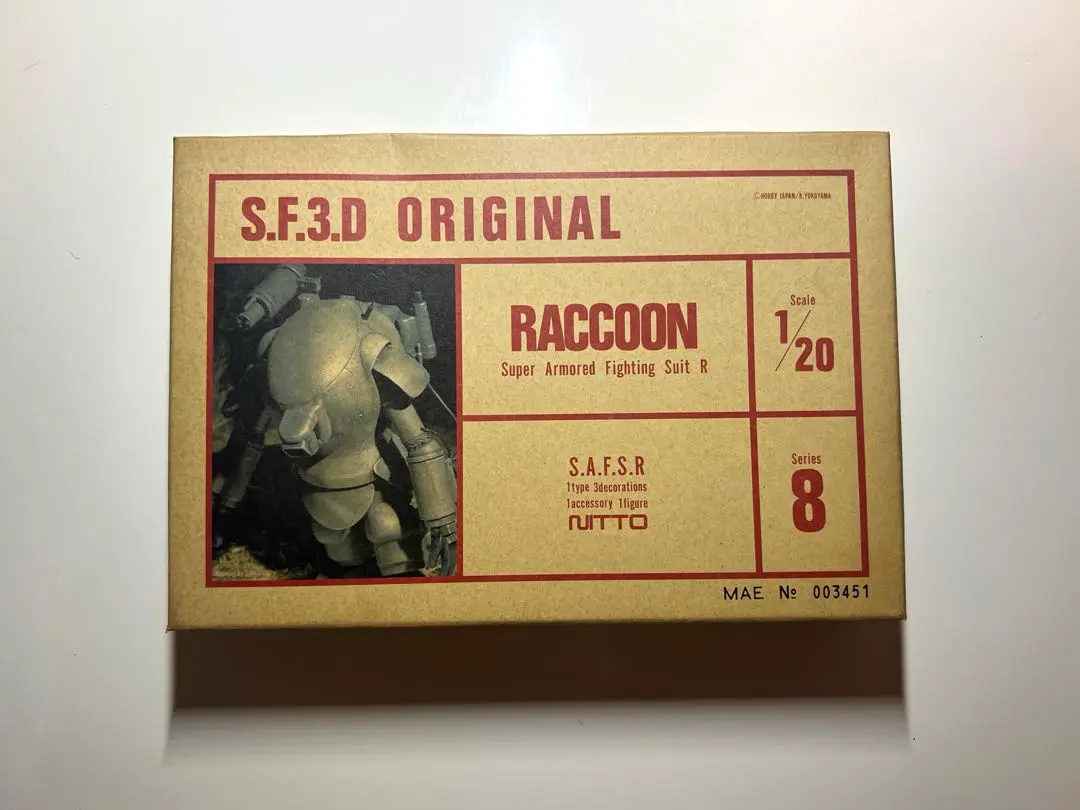 S.F.3.D ORIGINAL
©HOBBY JAPAN/K.YOKOYAMA
RACCOON
Super Armored Fighting Suit R
Scale
1/20
S.A.F.S.R
1type 3decorations
1accessory 1figure
NITTO
Series
8
MAE № 003451